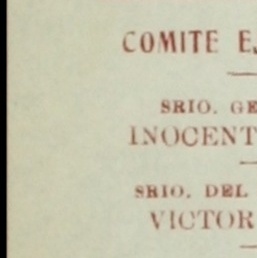 COMITE E
SRIO. GE
INOCENT
SRIO. DEL
VICTOR